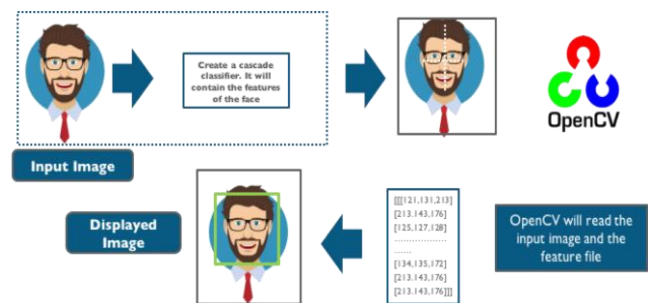 Create a cascade
classifier. It will
contain the features
of the face
OpenCV
Input Image
Displayed
Image
[[[121,131,213]
[213.143,176]
[125,127,128]
..................
......
[134,135,172]
[213.143,176]
[213.143,176]]]
OpenCV will read the
input image and the
feature file